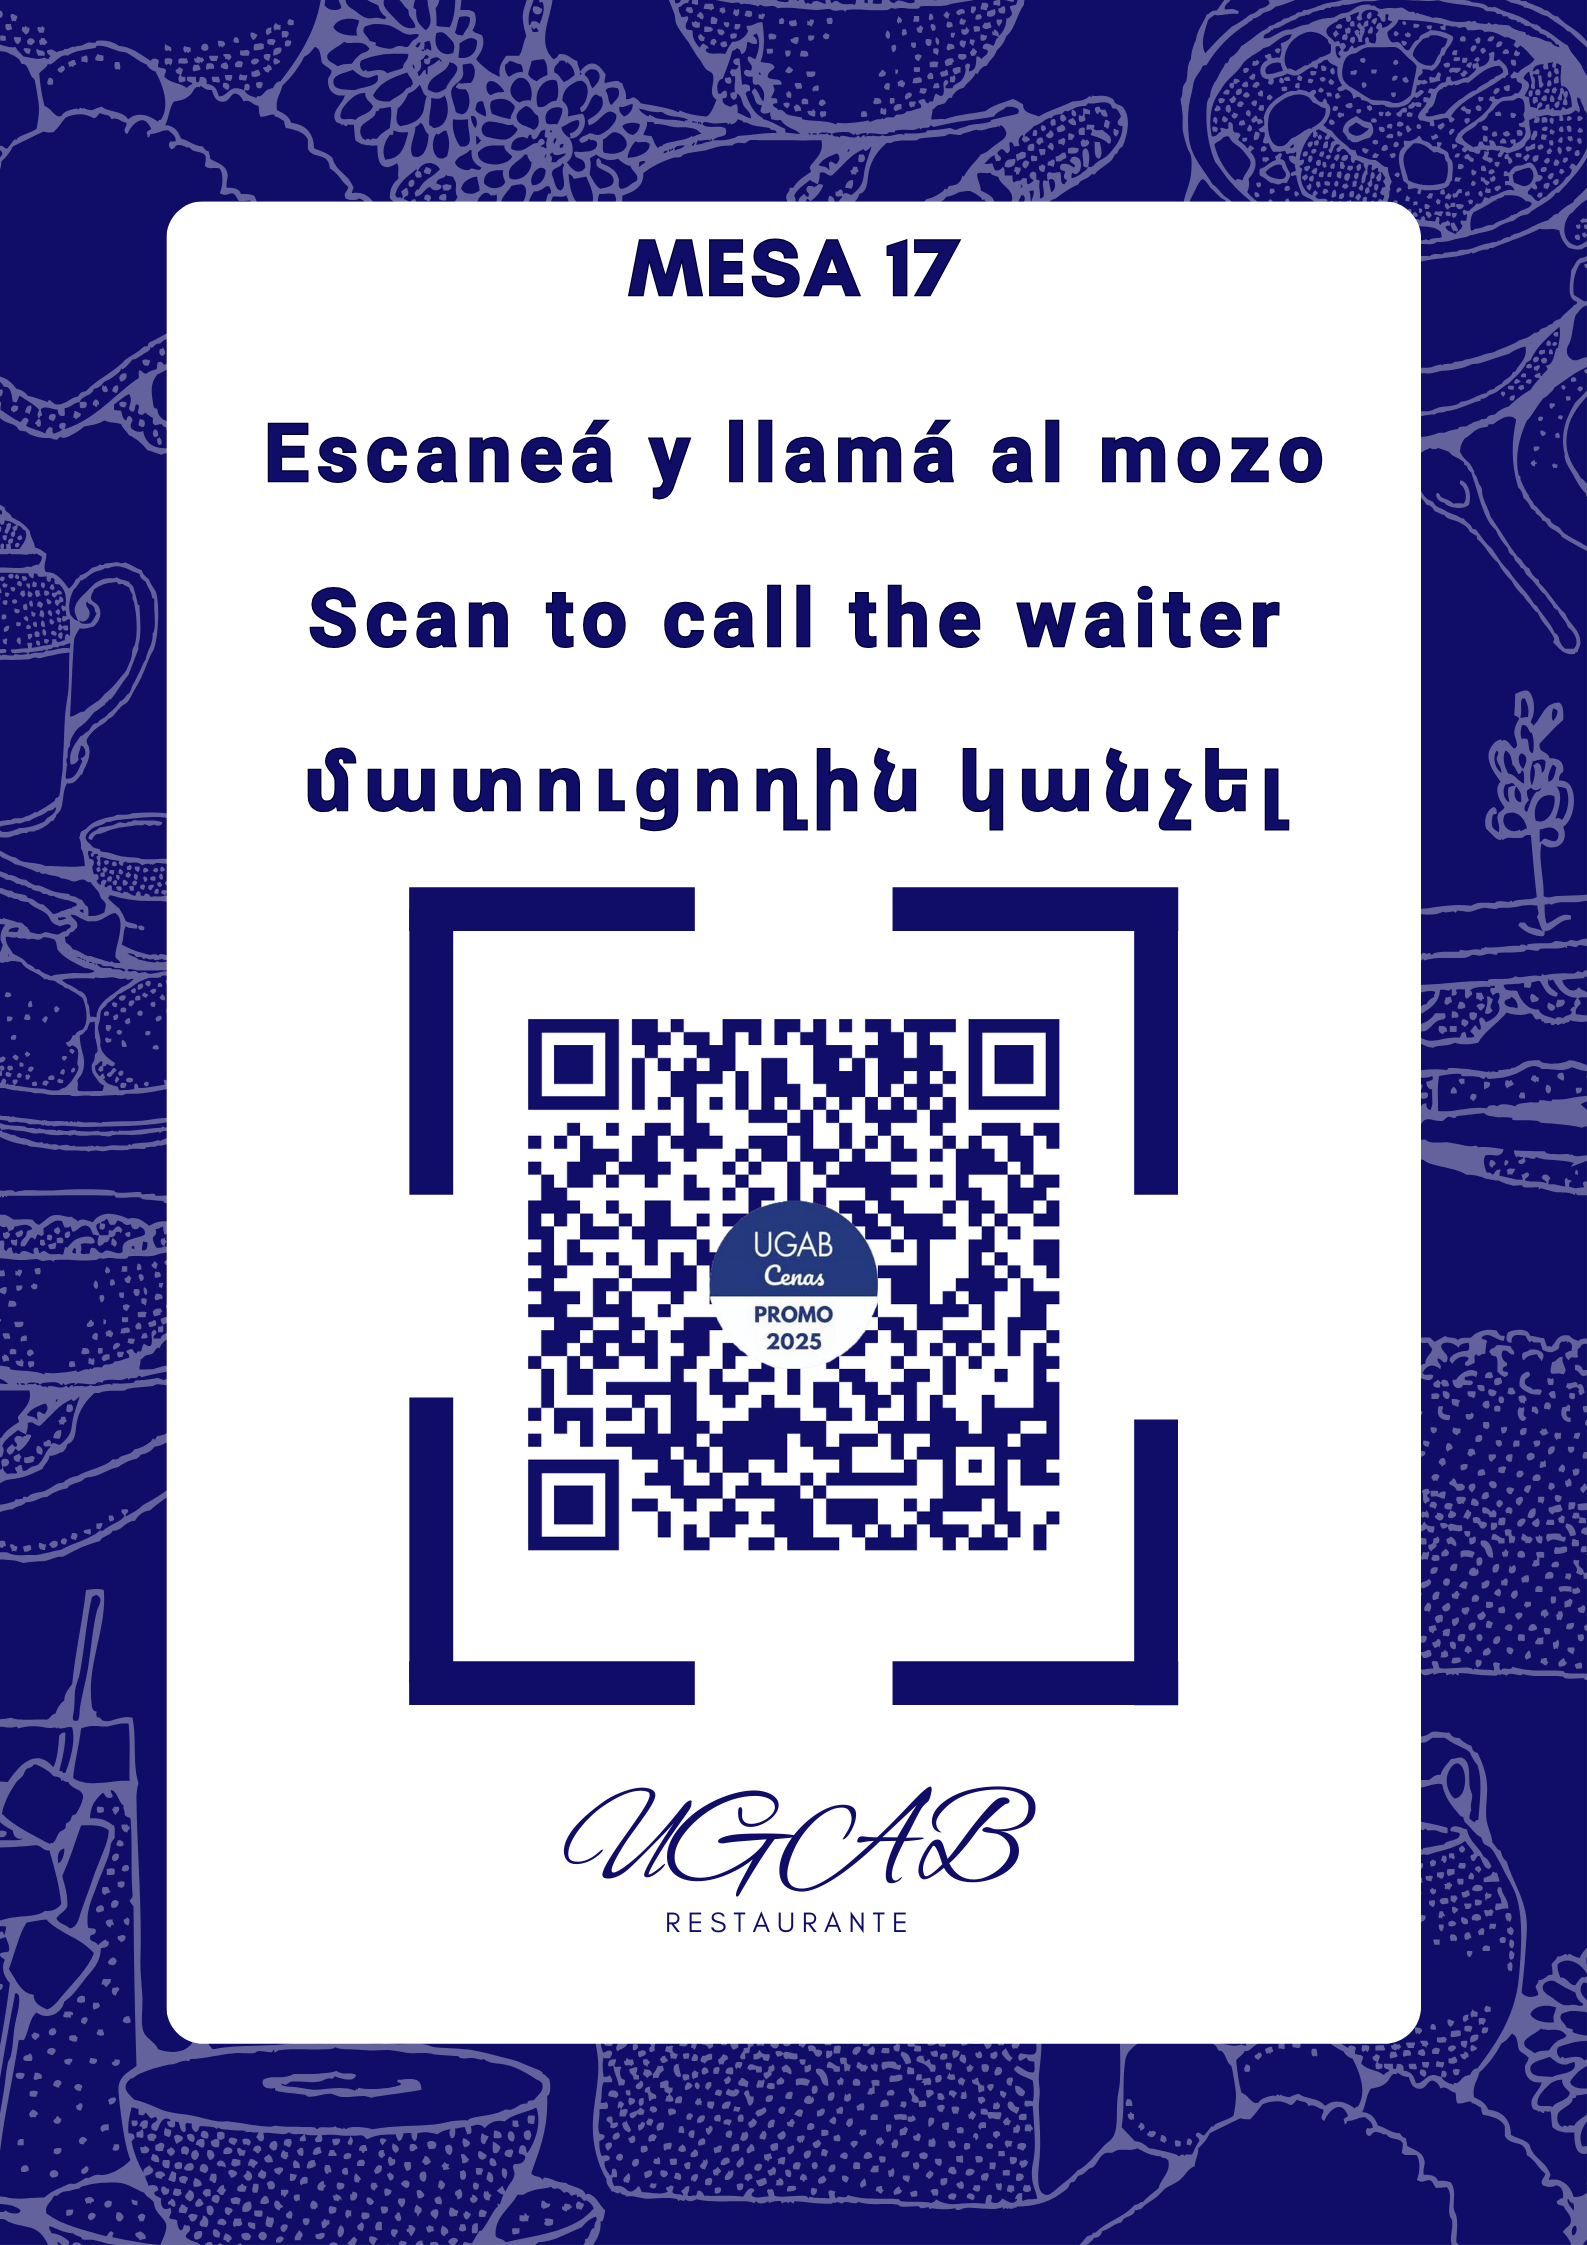 MESA 17
Escaneá y llamá al mozo
Scan to call the waiter
մատուցողին կանչել
UGAB
Cenas
PROMO
2025
UGAB
RESTAURANTE